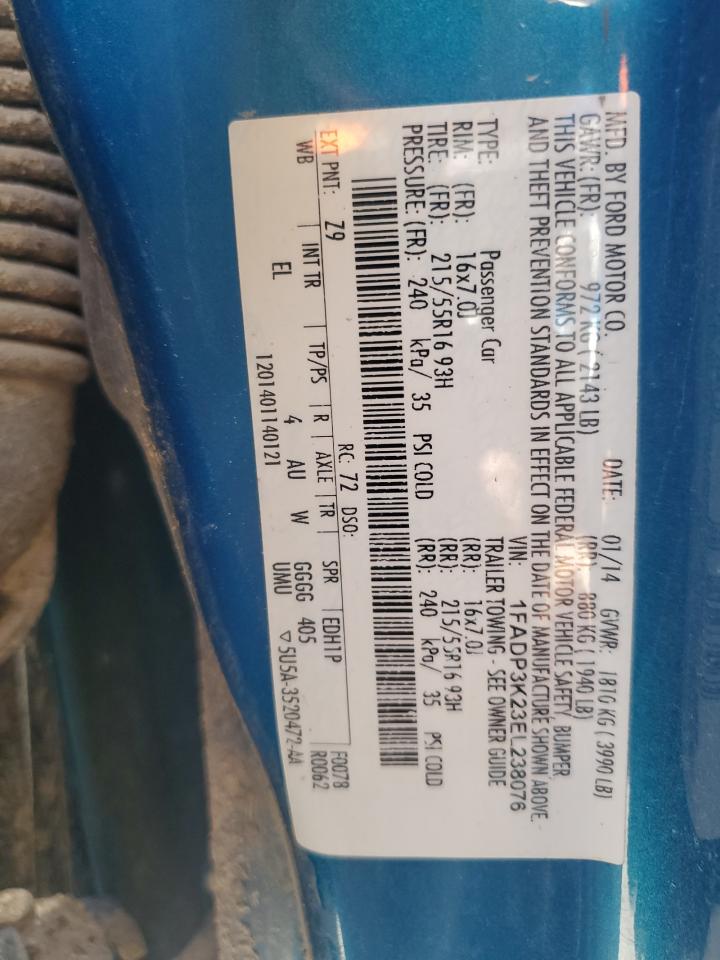 MFD. BY FORD MOTOR CO. DATE: 01/14 GVWR: 1810 KG ( 3990 LB)
GAWR: (FR): 972 KG ( 2143 LB) (RR): 880 KG ( 1940 LB)
THIS VEHICLE CONFORMS TO ALL APPLICABLE FEDERAL MOTOR VEHICLE SAFETY, BUMPER,
AND THEFT PREVENTION STANDARDS IN EFFECT ON THE DATE OF MANUFACTURE SHOWN ABOVE.
VIN: 1FADP3K23EL238076
TYPE: Passenger Car TRAILER TOWING - SEE OWNER GUIDE
RIM: (FR): 16x7.0J (RR): 16x7.0J
TIRE: (FR): 215/55R16 93H (RR): 215/55R16 93H
PRESSURE: (FR): 240 kPa/ 35 PSI COLD (RR): 240 kPa/ 35 PSI COLD
EXT PNT: Z9 RC: 72 DSO: F0078
WB INT TR TP/PS R AXLE TR SPR EDH1P R0062
EL 4 AU W GGGG 405
UMU
1201401140121 ▽5U5A-3520472-AA